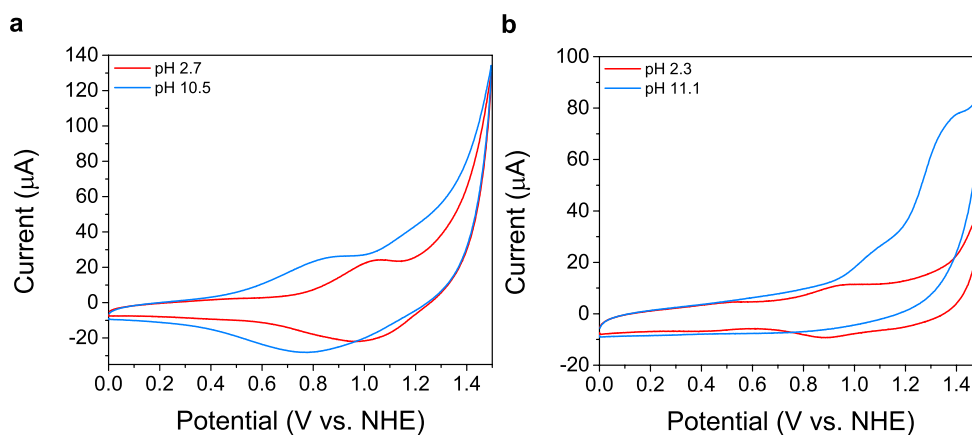 a
pH 2.7
pH 10.5
Current (μA)
140
120
100
80
60
40
20
0
-20
0.0 0.2 0.4 0.6 0.8 1.0 1.2 1.4
Potential (V vs. NHE)
b
pH 2.3
pH 11.1
Current (μA)
100
80
60
40
20
0
-20
0.0 0.2 0.4 0.6 0.8 1.0 1.2 1.4
Potential (V vs. NHE)